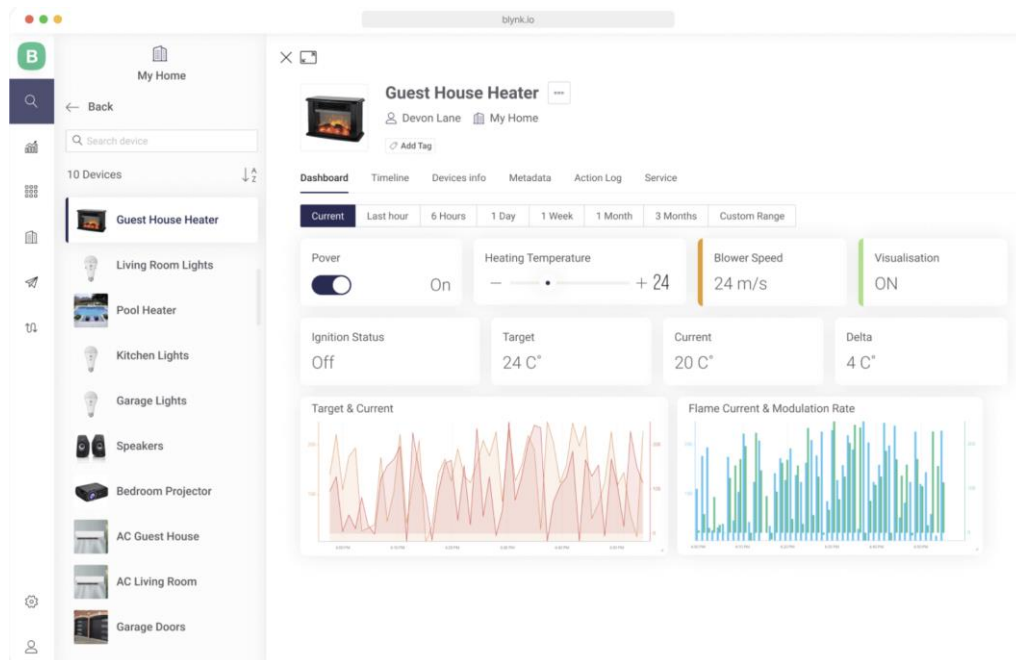 blynk.io
B
My Home
Back
Search device
10 Devices
A
Z
Guest House Heater
Living Room Lights
Pool Heater
Kitchen Lights
Garage Lights
Speakers
Bedroom Projector
AC Guest House
AC Living Room
Garage Doors
Guest House Heater
Devon Lane My Home
Add Tag
Dashboard Timeline Devices info Metadata Action Log Service
Current Last hour 6 Hours 1 Day 1 Week 1 Month 3 Months Custom Range
Pover Heating Temperature Blower Speed Visualisation
On − + 24 24 m/s ON
Ignition Status Target Current Delta
Off 24 C° 20 C° 4 C°
Target & Current
Flame Current & Modulation Rate